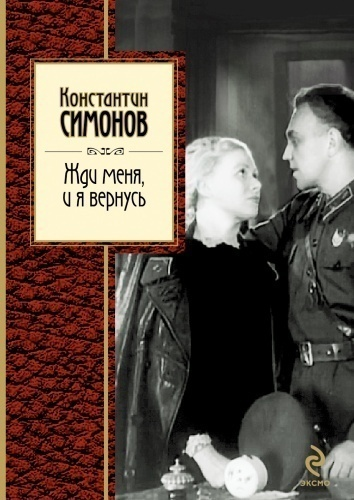 Константин
СИМОНОВ
Жди меня,
и я вернусь
ЭКСМО